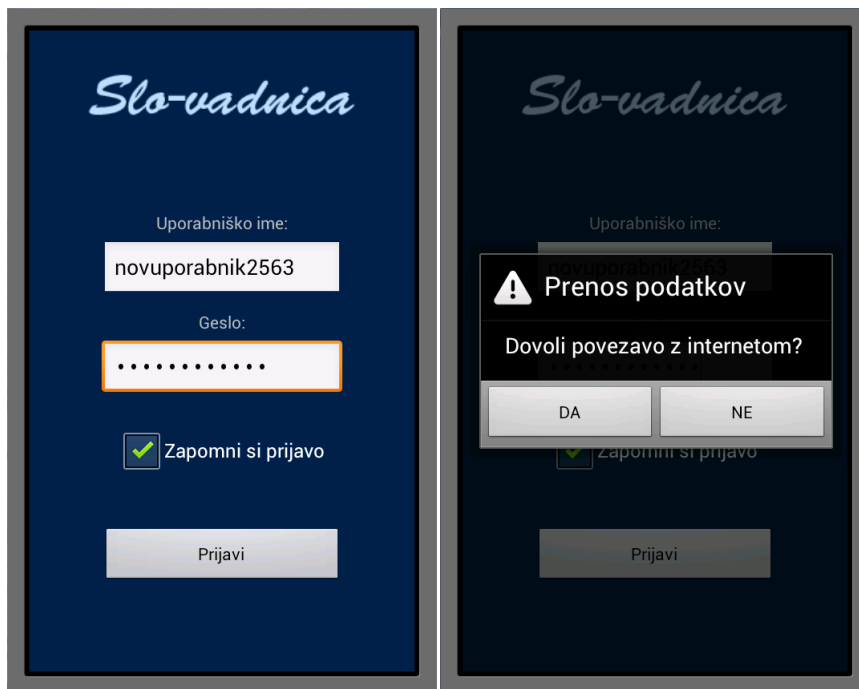 Slo-vadnica
Uporabniško ime:
novuporabnik2563
Geslo:
••••••••••••
Zapomni si prijavo
Prijavi
Slo-vadnica
Uporabniško ime:
novuporabnik2563
Prenos podatkov
Dovoli povezavo z internetom?
DA
NE
Zapomni si prijavo
Prijavi